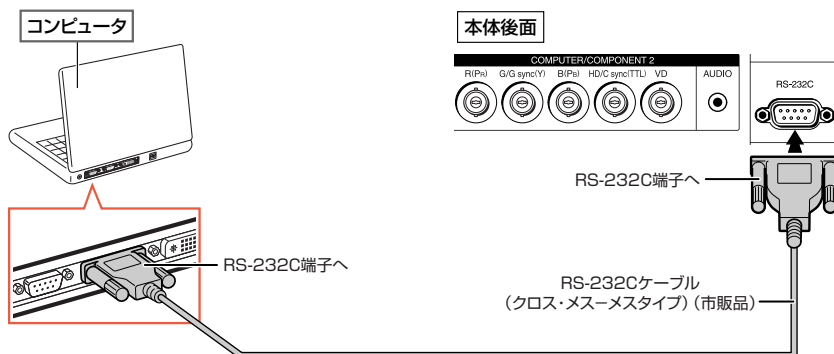 コンピュータ
本体後面
COMPUTER/COMPONENT 2
R(PR) G/G sync(Y) B(PB) HD/C sync(TTL) VD AUDIO
RS-232C
RS-232C端子へ
RS-232C端子へ
RS-232Cケーブル
(クロス・メスーメスタイプ)(市販品)